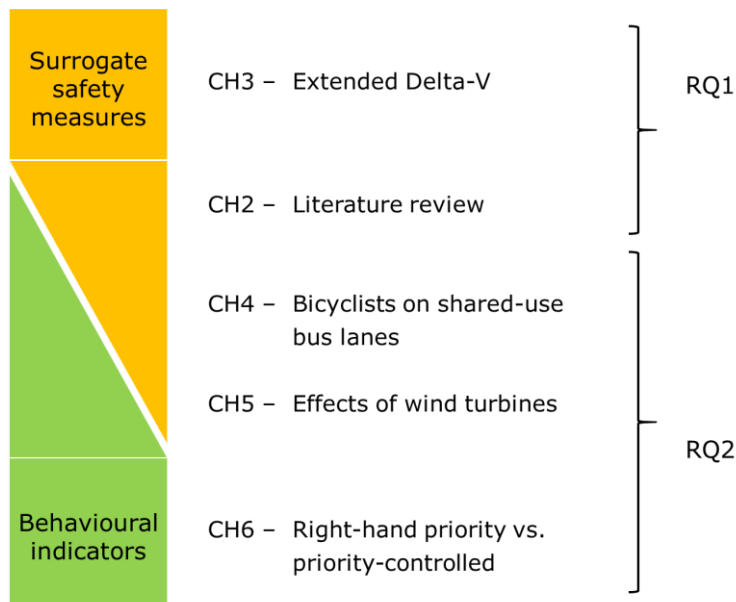 Surrogate
safety
measures
CH3 – Extended Delta-V
RQ1
CH2 – Literature review
CH4 – Bicyclists on shared-use
bus lanes
CH5 – Effects of wind turbines
RQ2
Behavioural
indicators
CH6 – Right-hand priority vs.
priority-controlled